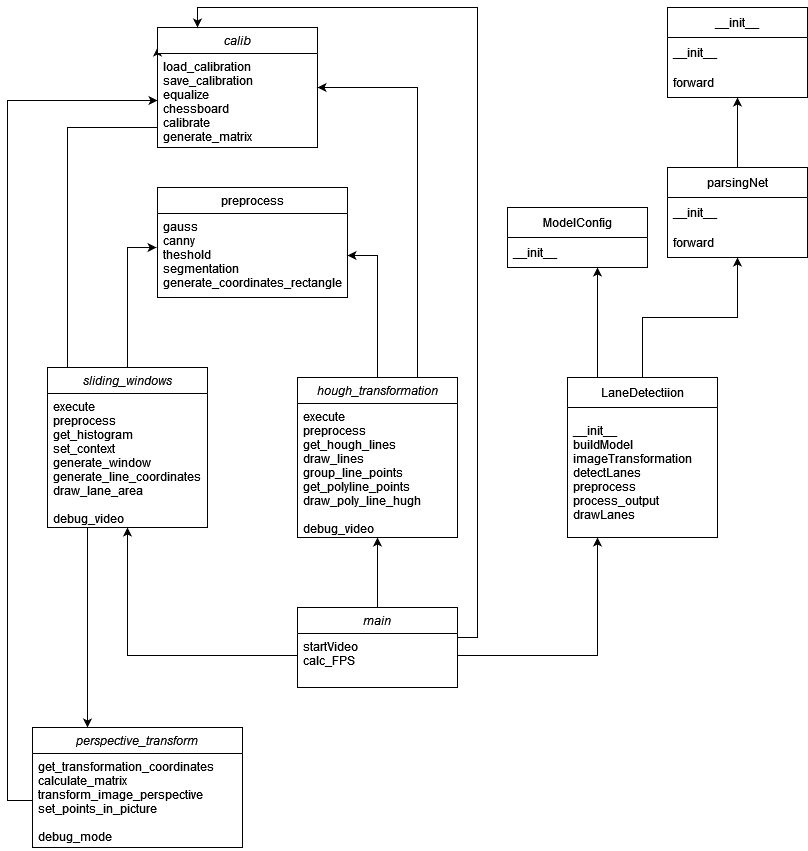 calib
load_calibration
save_calibration
equalize
chessboard
calibrate
generate_matrix
__init__
__init__
forward
parsingNet
__init__
forward
preprocess
gauss
canny
theshold
segmentation
generate_coordinates_rectangle
ModelConfig
__init__
sliding_windows
execute
preprocess
get_histogram
set_context
generate_window
generate_line_coordinates
draw_lane_area
debug_video
hough_transformation
execute
preprocess
get_hough_lines
draw_lines
group_line_points
get_polyline_points
draw_poly_line_hugh
debug_video
LaneDetectiion
__init__
buildModel
imageTransformation
detectLanes
preprocess
process_output
drawLanes
main
startVideo
calc_FPS
perspective_transform
get_transformation_coordinates
calculate_matrix
transform_image_perspective
set_points_in_picture
debug_mode